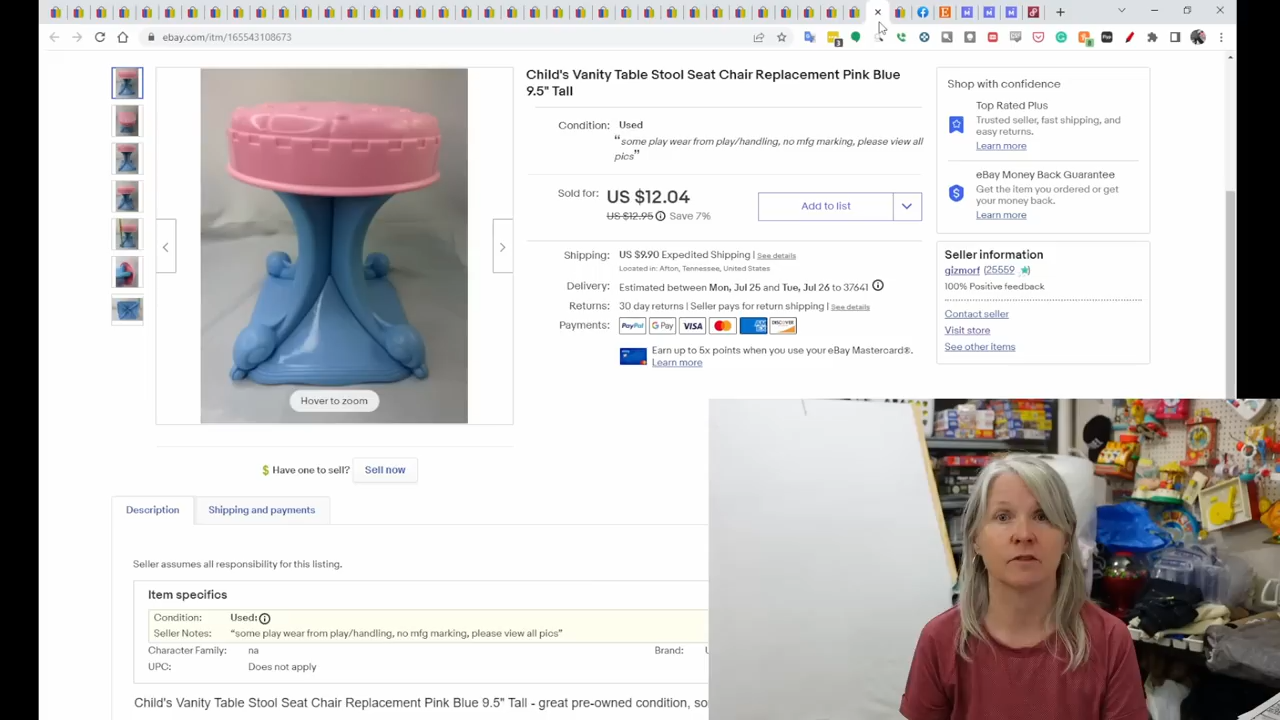 ebay.com/itm/165543108673
Child's Vanity Table Stool Seat Chair Replacement Pink Blue
9.5" Tall
Condition: Used
"some play wear from play/handling, no mfg marking, please view all
pics"
Sold for: US $12.04
US $12.95 Save 7%
Add to list
Shipping: US $9.90 Expedited Shipping | See details
Located in: Afton, Tennessee, United States
Delivery: Estimated between Mon, Jul 25 and Tue, Jul 26 to 37641
Returns: 30 day returns | Seller pays for return shipping | See details
Payments: PayPal G Pay VISA DISCOVER
Earn up to 5x points when you use your eBay Mastercard®.
Learn more
Shop with confidence
Top Rated Plus
Trusted seller, fast shipping, and
easy returns.
Learn more
eBay Money Back Guarantee
Get the item you ordered or get
your money back.
Learn more
Seller information
gizmorf (25559)
100% Positive feedback
Contact seller
Visit store
See other items
Hover to zoom
Have one to sell? Sell now
Description Shipping and payments
Seller assumes all responsibility for this listing.
Item specifics
Condition: Used:
Seller Notes: "some play wear from play/handling, no mfg marking, please view all pics"
Character Family: na Brand:
UPC: Does not apply
Child's Vanity Table Stool Seat Chair Replacement Pink Blue 9.5" Tall - great pre-owned condition, so